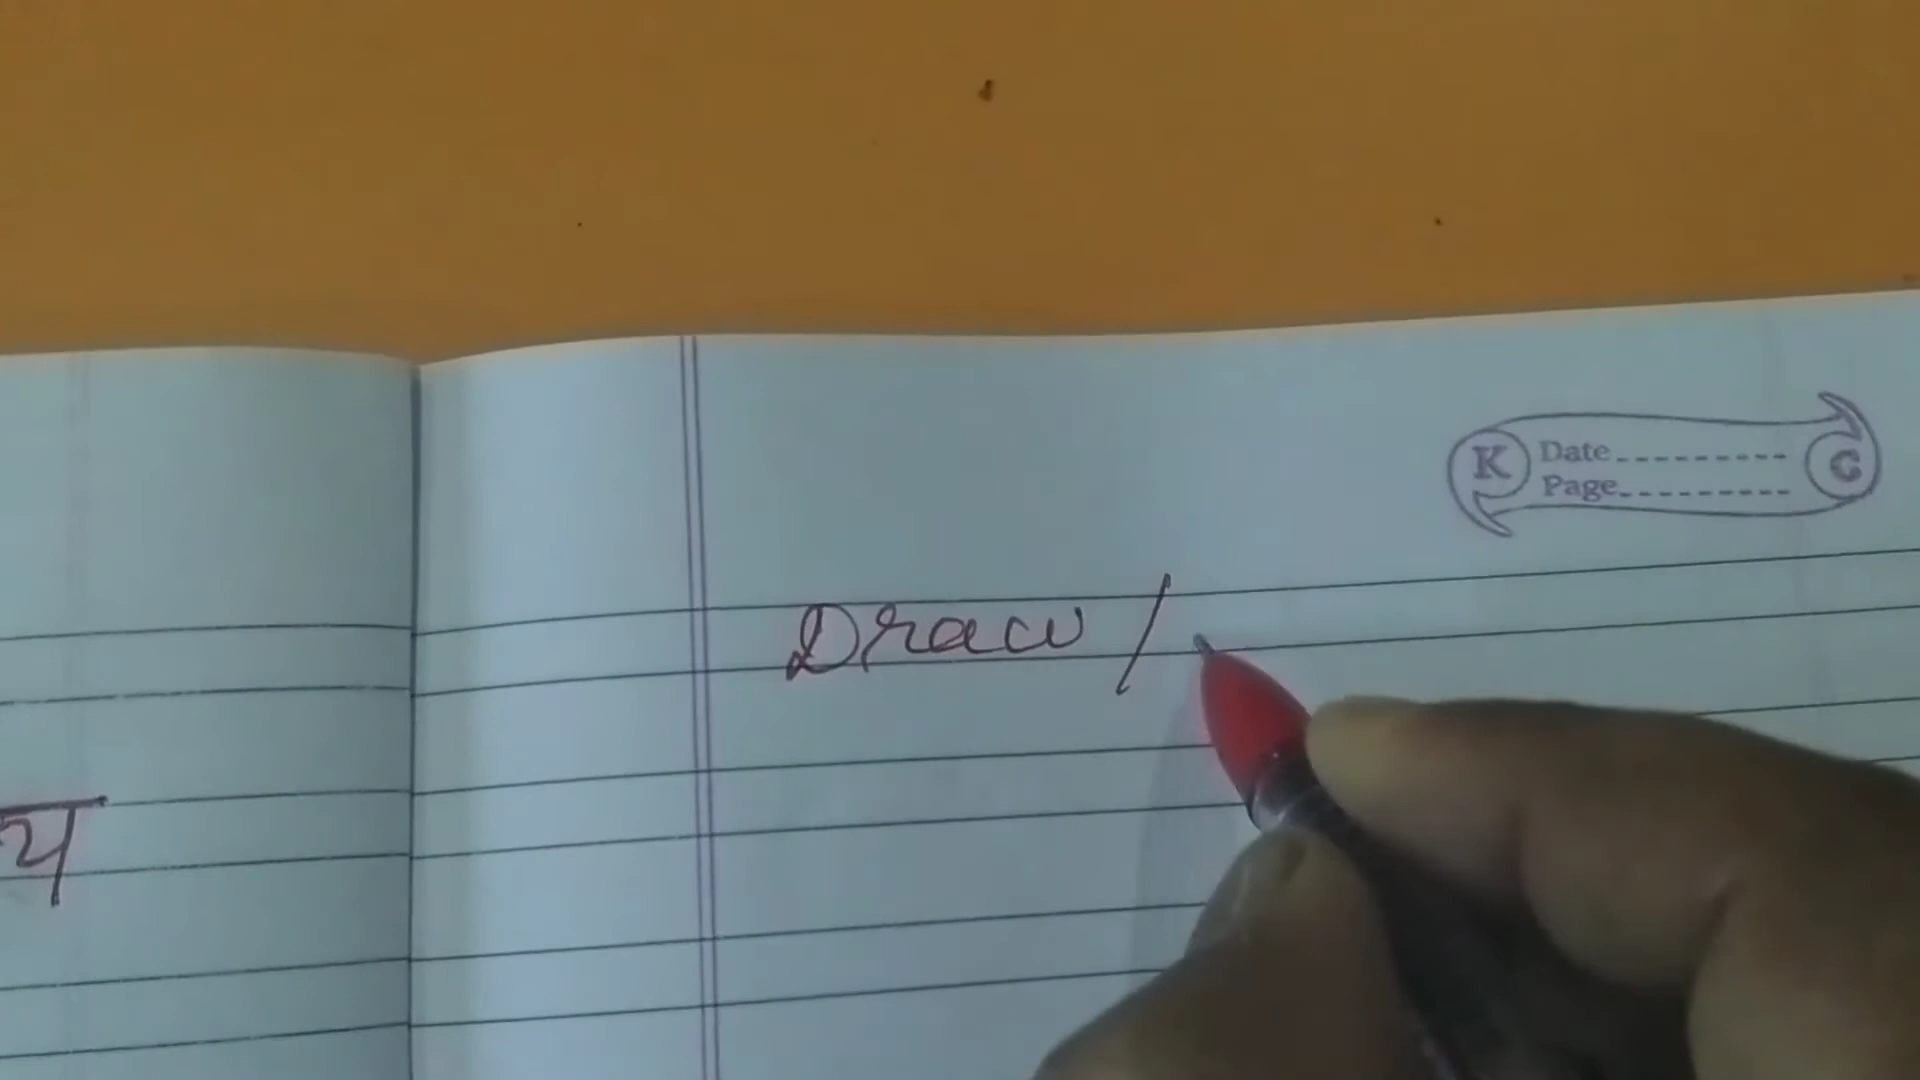 K Date
Page C
Draw /
य